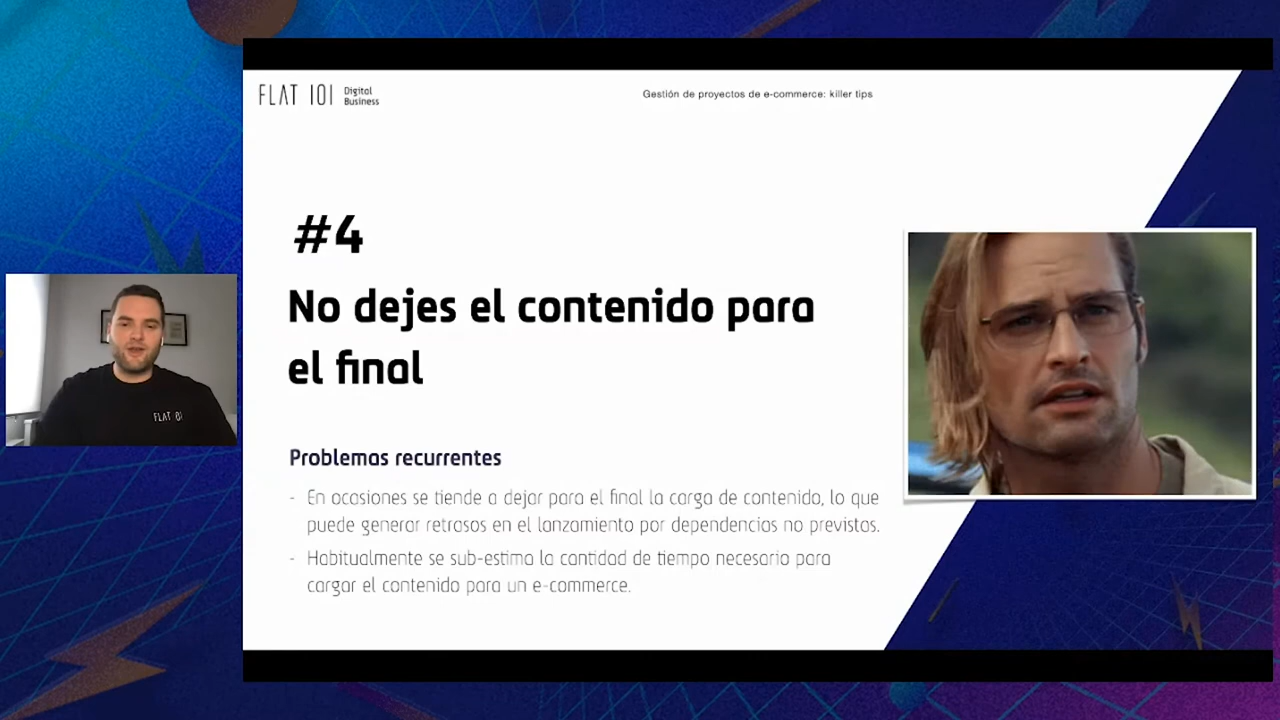 FLAT 101 Digital Business
Gestión de proyectos de e-commerce: killer tips
#4
No dejes el contenido para
el final
Problemas recurrentes
- En ocasiones se tiende a dejar para el final la carga de contenido, lo que
puede generar retrasos en el lanzamiento por dependencias no previstas.
- Habitualmente se sub-estima la cantidad de tiempo necesario para
cargar el contenido para un e-commerce.
FLAT 101